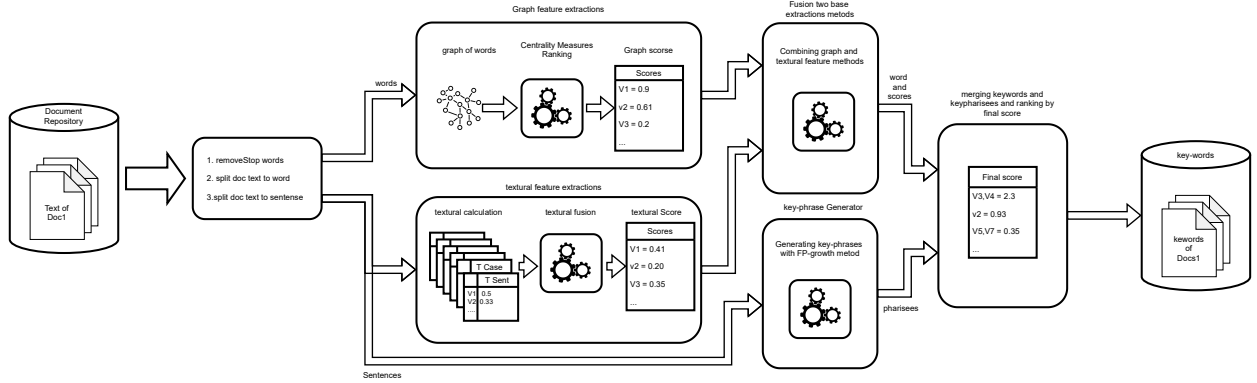 Document
Repository
Text of
Doc1
1. removeStop words
2. split doc text to word
3.split doc text to sentense
words
Sentences
Graph feature extractions
graph of words
Centrality Measures
Ranking
Graph scorse
Scores
V1 = 0.9
v2 = 0.61
V3 = 0.2
...
textural feature extractions
textural calculation
T Case
T Sent
V1 0.5
V2 0.33
....
textural fusion
textural Score
Scores
V1 = 0.41
v2 = 0.20
V3 = 0.35
...
Fusion two base
extractions metods
Combining graph and
textural feature methods
key-phrase Generator
Generating key-phrases
with FP-growth metod
word
and
scores
pharisees
merging keywords and
keypharisees and ranking by
final score
Final score
V3,V4 = 2.3
v2 = 0.93
V5,V7 = 0.35
...
key-words
kewords
of
Docs1